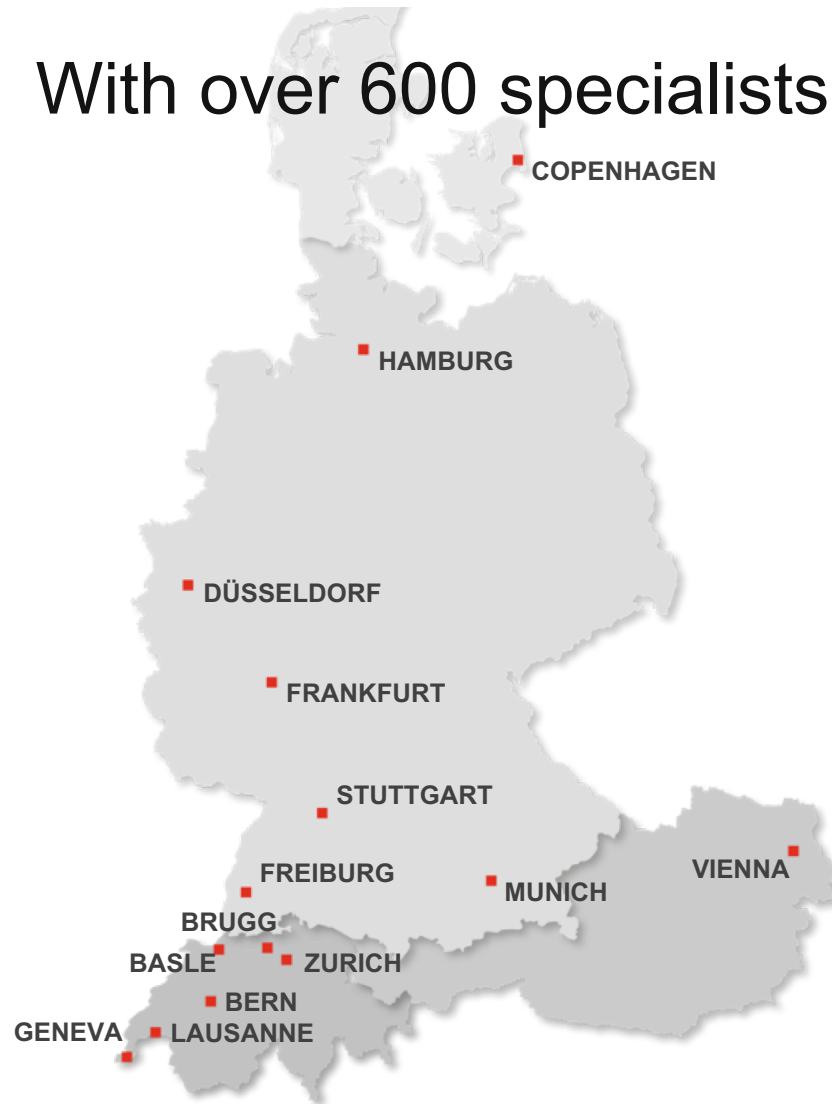 With over 600 specialists
COPENHAGEN
HAMBURG
DÜSSELDORF
FRANKFURT
STUTTGART
VIENNA
FREIBURG
MUNICH
BRUGG
BASLE
ZURICH
BERN
GENEVA
LAUSANNE